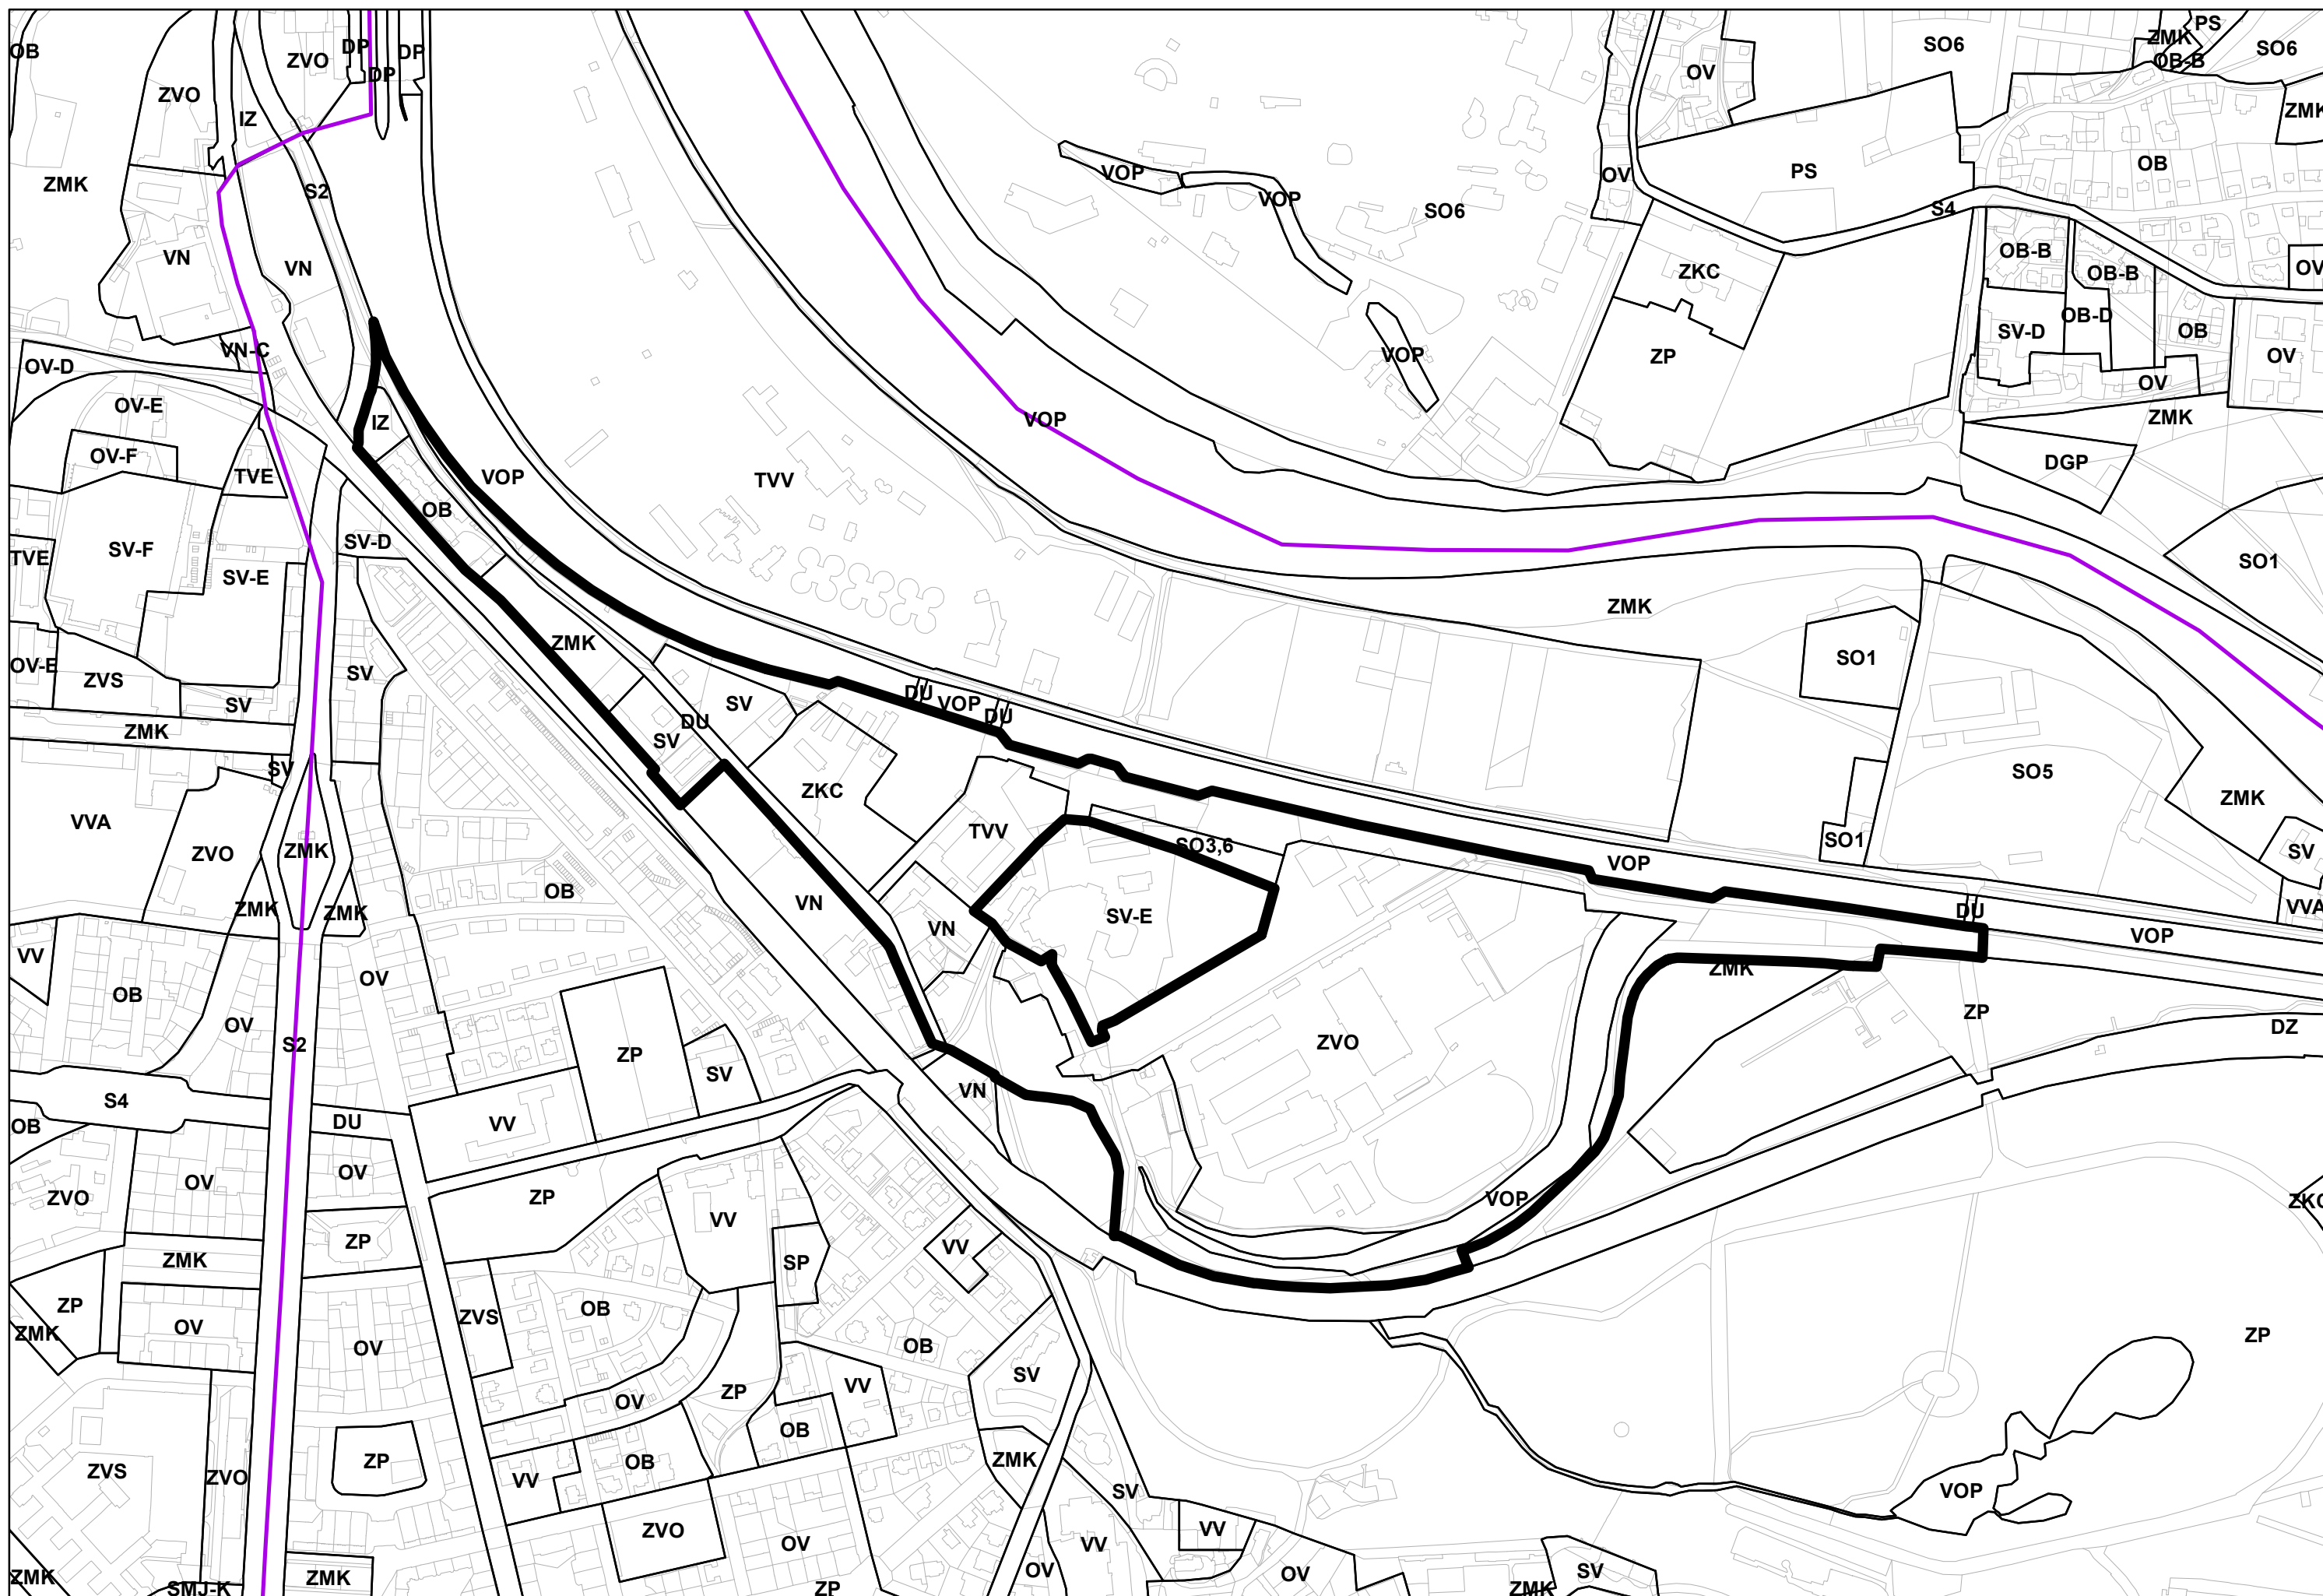 OB
ZVO
DP
DP
DP
ZVO
IZ
ZMK
S2
VN
VN
VN-C
OV-D
OV-E
IZ
OV-F
TVE
VOP
OB
TVE
SV-F
SV-D
SV-E
OV-E
ZVS
SV
SV
ZMK
SV
ZMK
SV
DU
SV
DU
VOP
DU
TVV
VOP
VOP
VOP
SO6
VOP
VOP
OV
SO6
PS
ZMK
OB-B
SO6
ZMK
OV
PS
OB
S4
ZKC
OB-B
OB-B
OV
SV-D
OB-D
OB
OV
ZP
OV
ZMK
DGP
SO1
ZMK
SO1
SO5
ZMK
SO1
SV
VVA
VOP
DU
VOP
ZKC
TVV
SO3,6
SV-E
VN
VN
VVA
ZVO
ZMK
ZMK
ZMK
OB
VV
OB
OV
OV
S2
ZP
SV
VN
ZVO
ZMK
ZP
DZ
S4
OB
DU
VV
OV
OV
ZVO
ZP
VV
VOP
ZKC
ZMK
ZP
SP
VV
ZP
ZMK
OV
ZVS
OB
OB
OV
SV
ZP
ZP
OV
VV
OB
ZVS
ZVO
ZP
VV
OB
ZMK
SV
VOP
ZVO
OV
VV
VV
OV
OV
SV
ZMK
ZMK
SMJ-K
ZMK
ZP